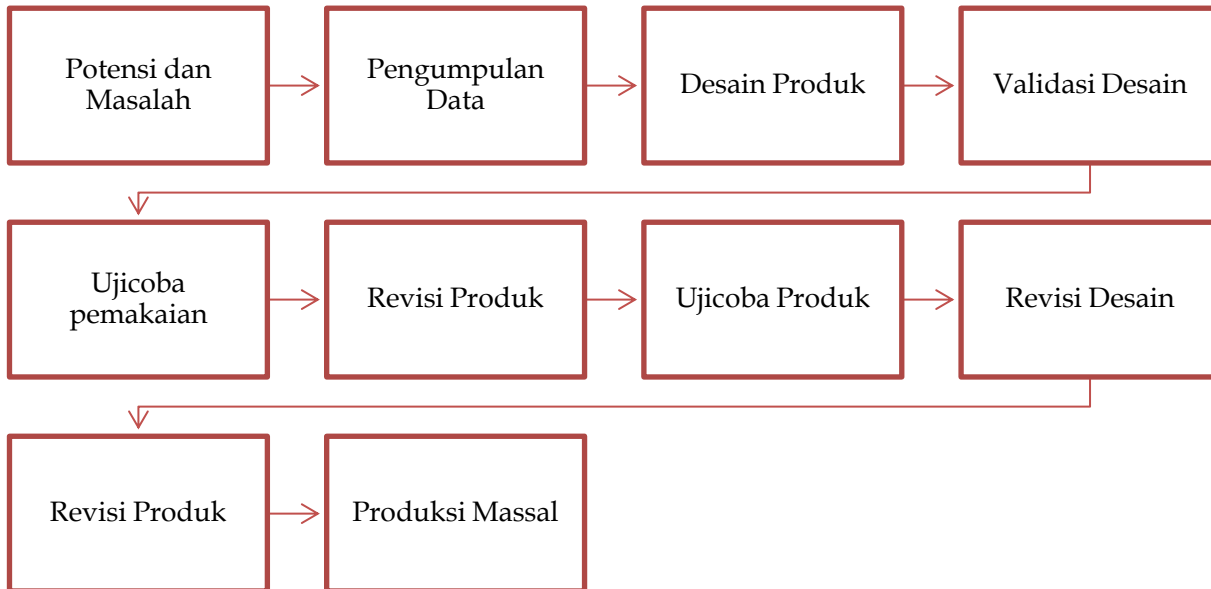 Potensi dan
Masalah
Pengumpulan
Data
Desain Produk
Validasi Desain
Ujicoba
pemakaian
Revisi Produk
Ujicoba Produk
Revisi Desain
Revisi Produk
Produksi Massal